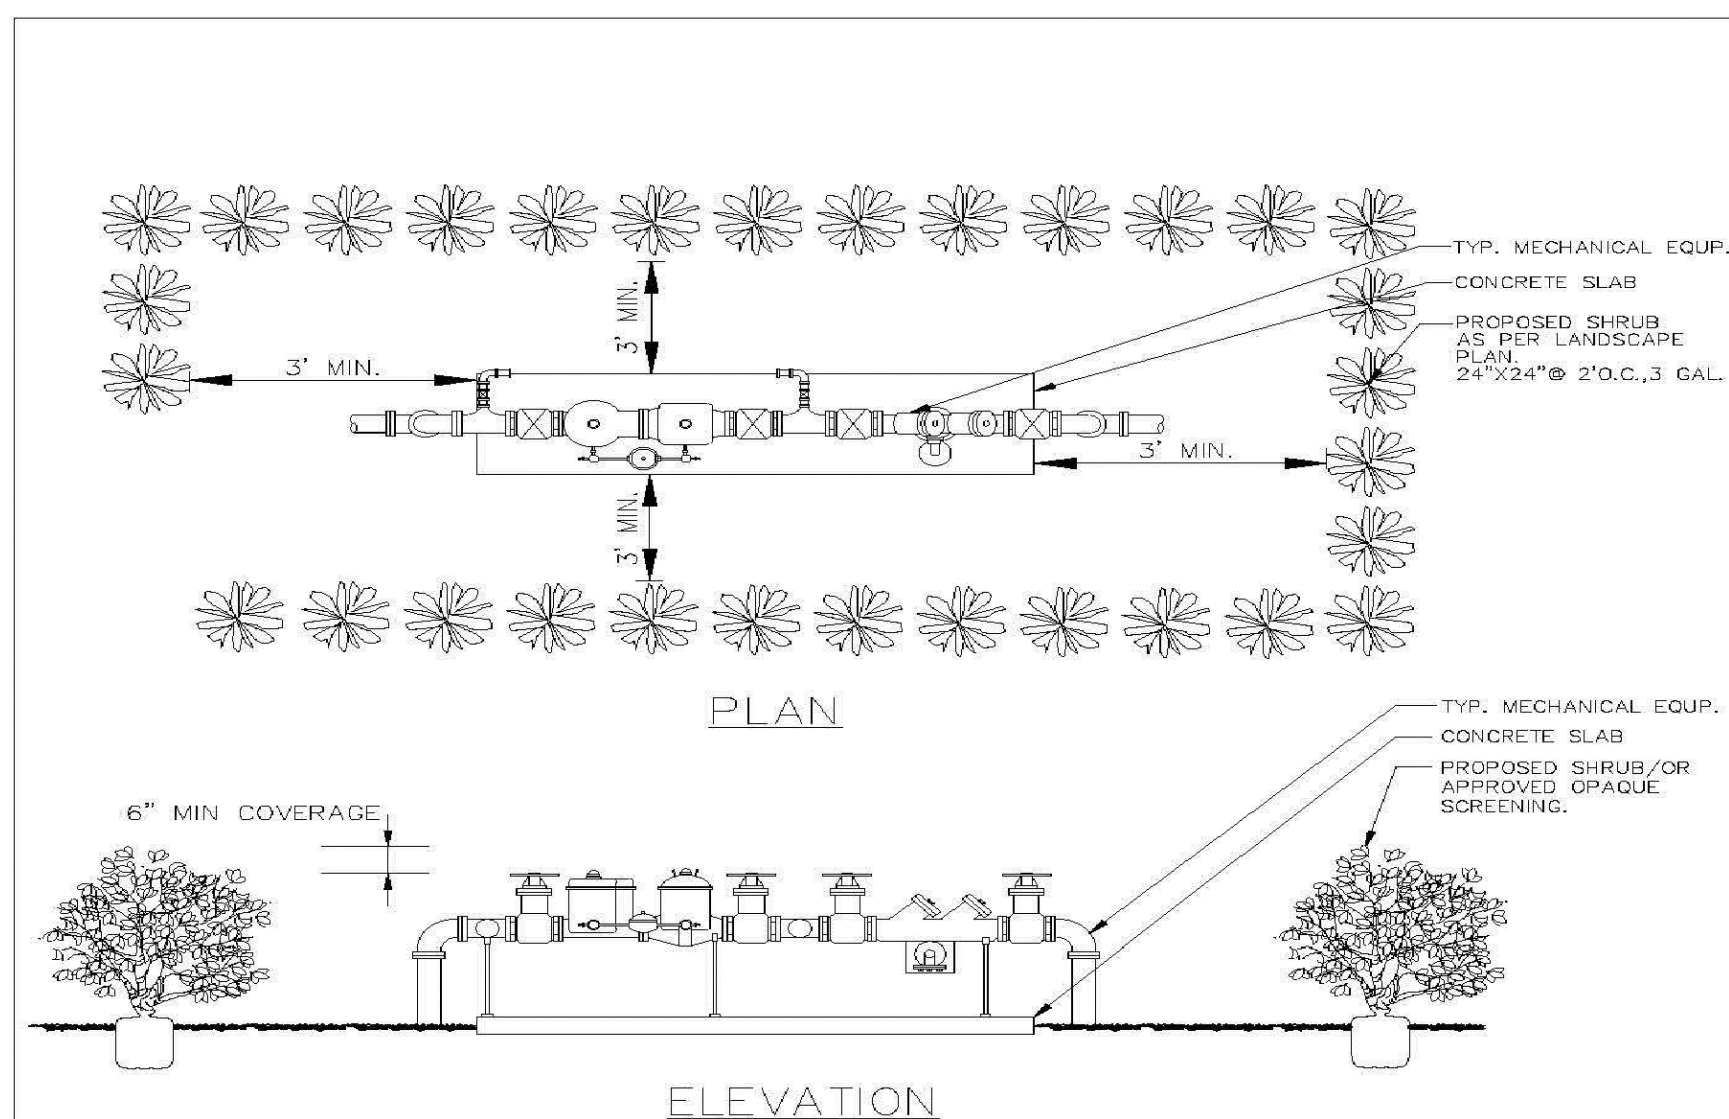 TYP. MECHANICAL EQUP.
CONCRETE SLAB
PROPOSED SHRUB
AS PER LANDSCAPE
PLAN.
24"X24"@ 2'O.C.,3 GAL.
3' MIN.
3' MIN.
3' MIN.
3' MIN.
PLAN
TYP. MECHANICAL EQUP.
CONCRETE SLAB
PROPOSED SHRUB/OR
APPROVED OPAQUE
SCREENING.
6" MIN COVERAGE
ELEVATION